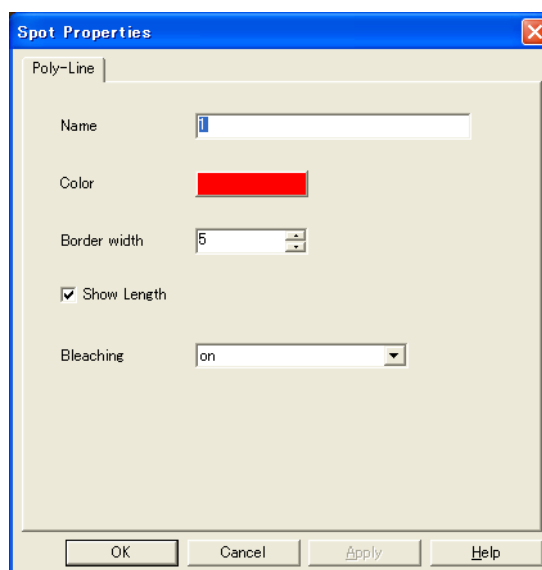 Spot Properties
Poly-Line
Name 1
Color
Border width 5
Show Length
Bleaching on
OK Cancel Apply Help